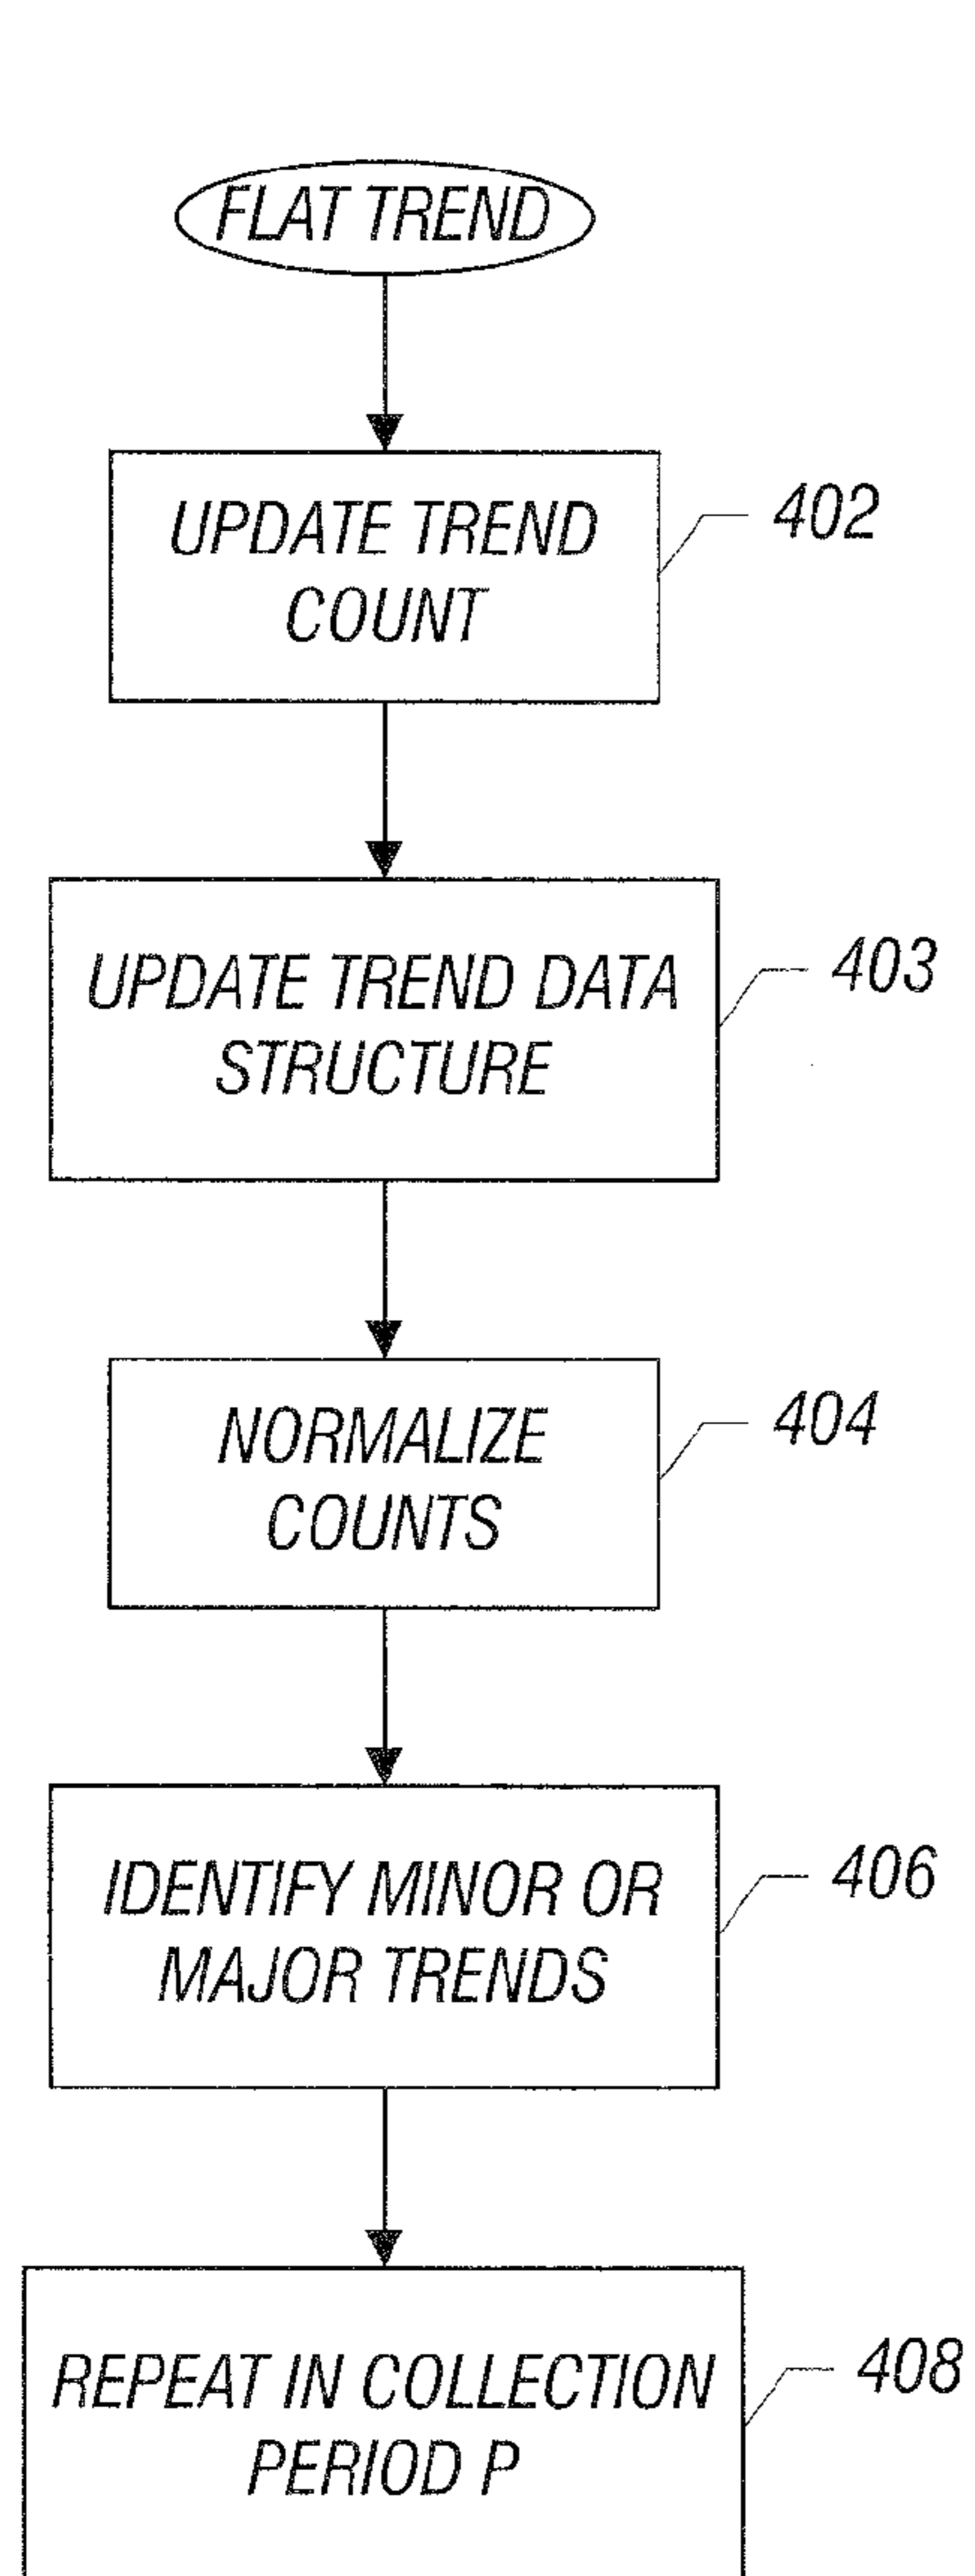 FLAT TREND
UPDATE TREND
COUNT
402
UPDATE TREND DATA
STRUCTURE
403
NORMALIZE
COUNTS
404
IDENTIFY MINOR OR
MAJOR TRENDS
406
REPEAT IN COLLECTION
PERIOD P
408